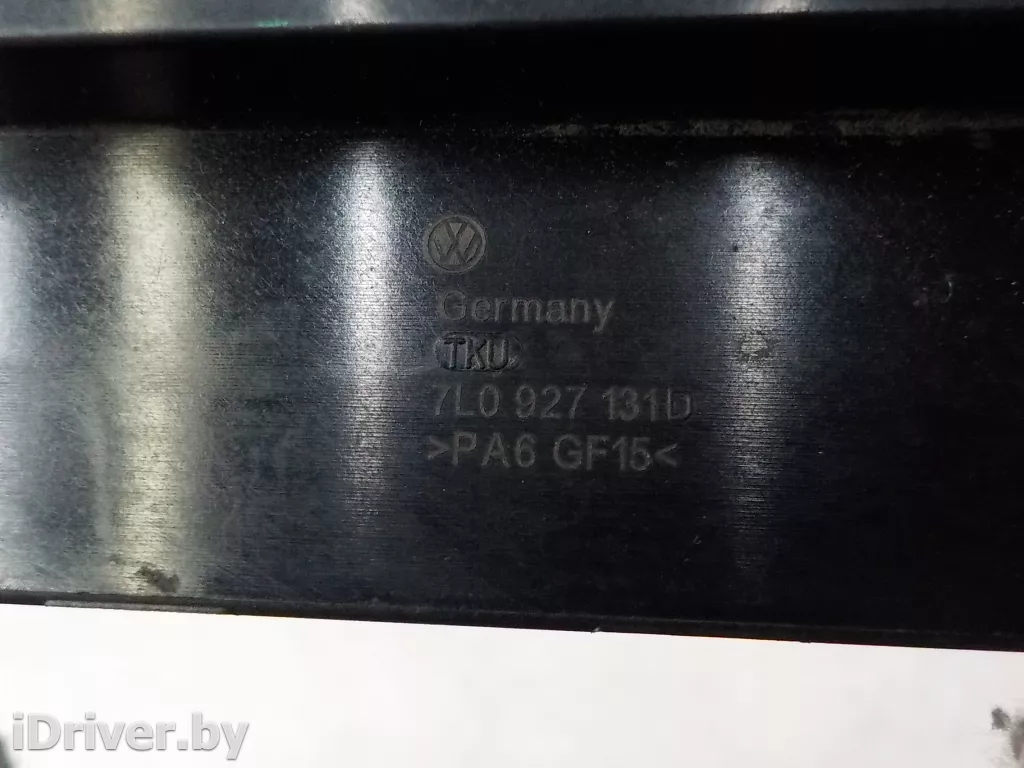 Germany
TKU
7L0 927 131D
>PA6 GF15<
iDriver.by